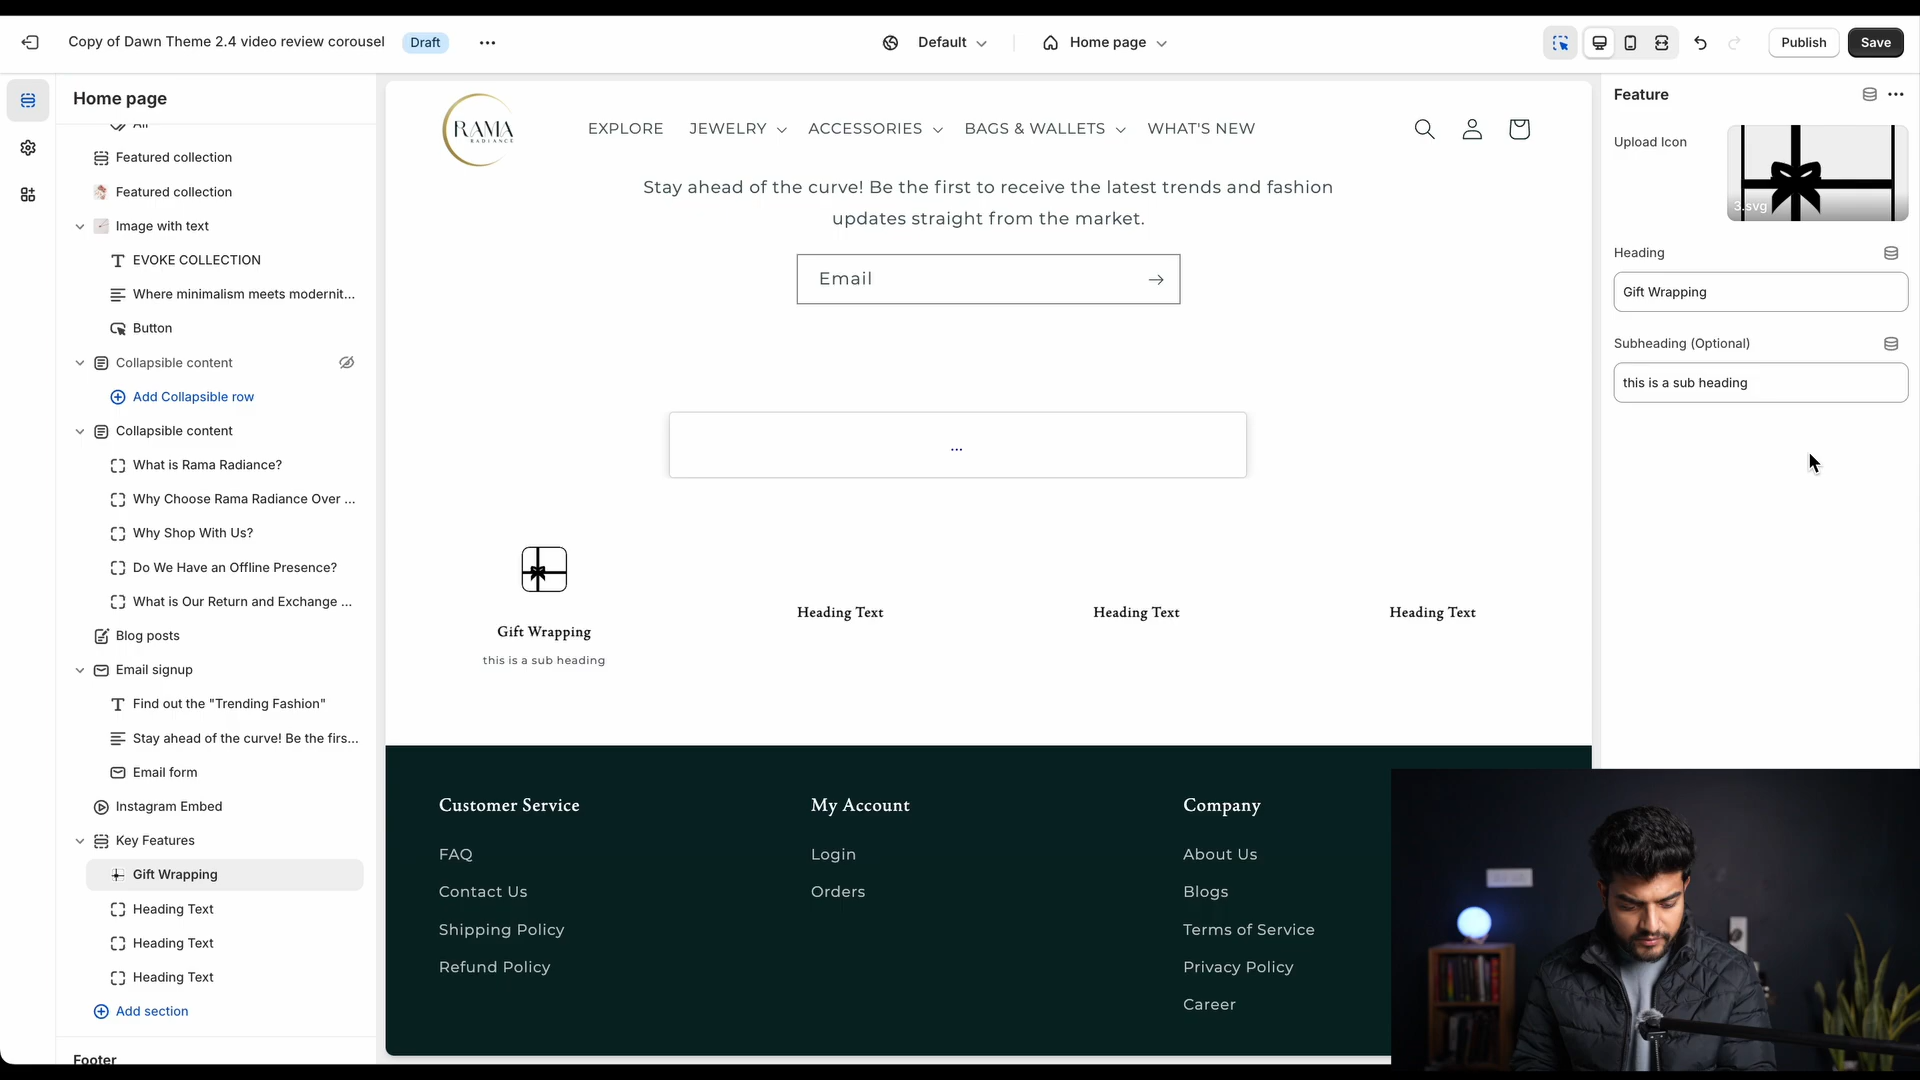 Copy of Dawn Theme 2.4 video review corousel
Draft
Default
Home page
Publish
Save
Home page
All
Featured collection
Featured collection
Image with text
EVOKE COLLECTION
Where minimalism meets modernit...
Button
Collapsible content
Add Collapsible row
Collapsible content
What is Rama Radiance?
Why Choose Rama Radiance Over ...
Why Shop With Us?
Do We Have an Offline Presence?
What is Our Return and Exchange ...
Blog posts
Email signup
Find out the "Trending Fashion"
Stay ahead of the curve! Be the firs...
Email form
Instagram Embed
Key Features
Gift Wrapping
Heading Text
Heading Text
Heading Text
Add section
Footer
RAMA
RADIANCE
EXPLORE
JEWELRY
ACCESSORIES
BAGS & WALLETS
WHAT'S NEW
Stay ahead of the curve! Be the first to receive the latest trends and fashion
updates straight from the market.
Email
...
Gift Wrapping
this is a sub heading
Heading Text
Heading Text
Heading Text
Customer Service
FAQ
Contact Us
Shipping Policy
Refund Policy
My Account
Login
Orders
Company
About Us
Blogs
Terms of Service
Privacy Policy
Career
Feature
Upload Icon
3.svg
Heading
Gift Wrapping
Subheading (Optional)
this is a sub heading